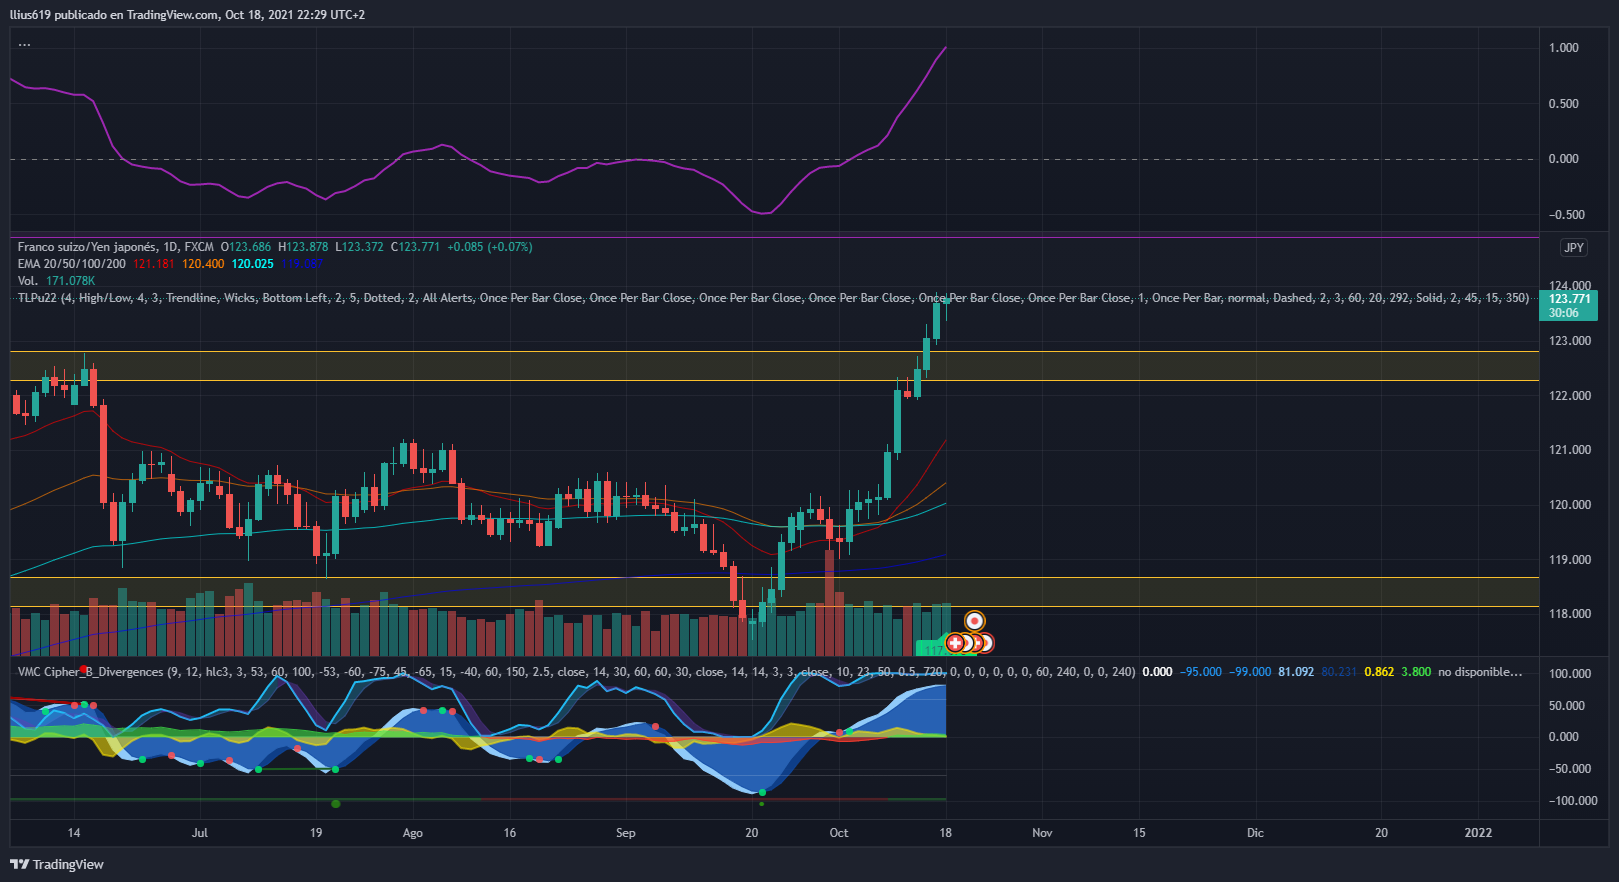 llius619 publicado en TradingView.com, Oct 18, 2021 22:29 UTC+2
...
1.000
0.500
0.000
−0.500
Franco suizo/Yen japonés, 1D, FXCM O123.686 H123.878 L123.372 C123.771 +0.085 (+0.07%)
JPY
EMA 20/50/100/200 121.181 120.400 120.025
Vol. 171.078K
TLPu22 (4, High/Low, 4, 3, Trendline, Wicks, Bottom Left, 2, 5, Dotted, 2, All Alerts, Once Per Bar Close, Once Per Bar Close, Once Per Bar Close, Once Per Bar Close, Once Per Bar Close, Once Per Bar Close, 1, Once Per Bar, normal, Dashed, 2, 3, 60, 20, 292, Solid, 2, 45, 15, 350)
124.000
123.771
30:06
123.000
122.000
121.000
120.000
119.000
118.000
VMC Cipher_B_Divergences (9, 12, hlc3, 3, 53, 60, 100, -53, -60, -75, 45, -65, 15, -40, 60, 150, 2.5, close, 14, 30, 60, 60, 30, close, 14, 14, 3, 3, close, 10, 23, 50, 0.5, 720, 0, 0, 0, 0, 0, 0, 60, 240, 0, 0, 240) 0.000 −95.000 −99.000 81.092 80.231 0.862 3.800 no disponible...
100.000
50.000
0.000
−50.000
−100.000
14 Jul 19 Ago 16 Sep 20 Oct 18 Nov 15 Dic 20 2022
TradingView